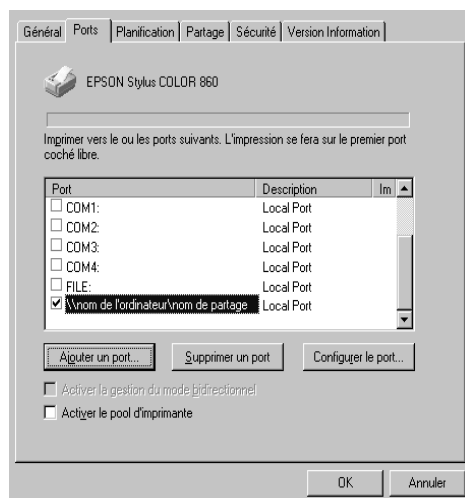 Général Ports Planification Partage Sécurité Version Information
EPSON Stylus COLOR 860
Imprimer vers le ou les ports suivants. L'impression se fera sur le premier port
coché libre.
Port Description Im
COM1: Local Port
COM2: Local Port
COM3: Local Port
COM4: Local Port
FILE: Local Port
\\nom de l'ordinateur\nom de partage Local Port
Ajouter un port... Supprimer un port Configurer le port...
Activer la gestion du mode bidirectionnel
Activer le pool d'imprimante
OK Annuler